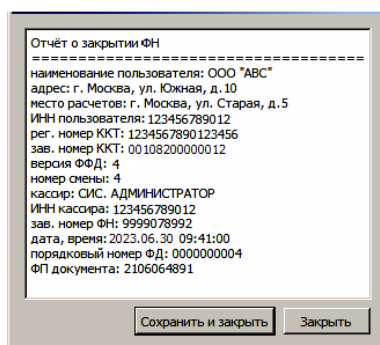 Отчёт о закрытии ФН
========================================
наименование пользователя: ООО "АВС"
адрес: г. Москва, ул. Южная, д.10
место расчетов: г. Москва, ул. Старая, д.5
ИНН пользователя: 123456789012
рег. номер ККТ: 1234567890123456
зав. номер ККТ: 00108200000012
версия ФФД: 4
номер смены: 4
кассир: СИС. АДМИНИСТРАТОР
ИНН кассира: 123456789012
зав. номер ФН: 9999078992
дата, время: 2023.06.30 09:41:00
порядковый номер ФД: 0000000004
ФП документа: 2106064891
Сохранить и закрыть Закрыть